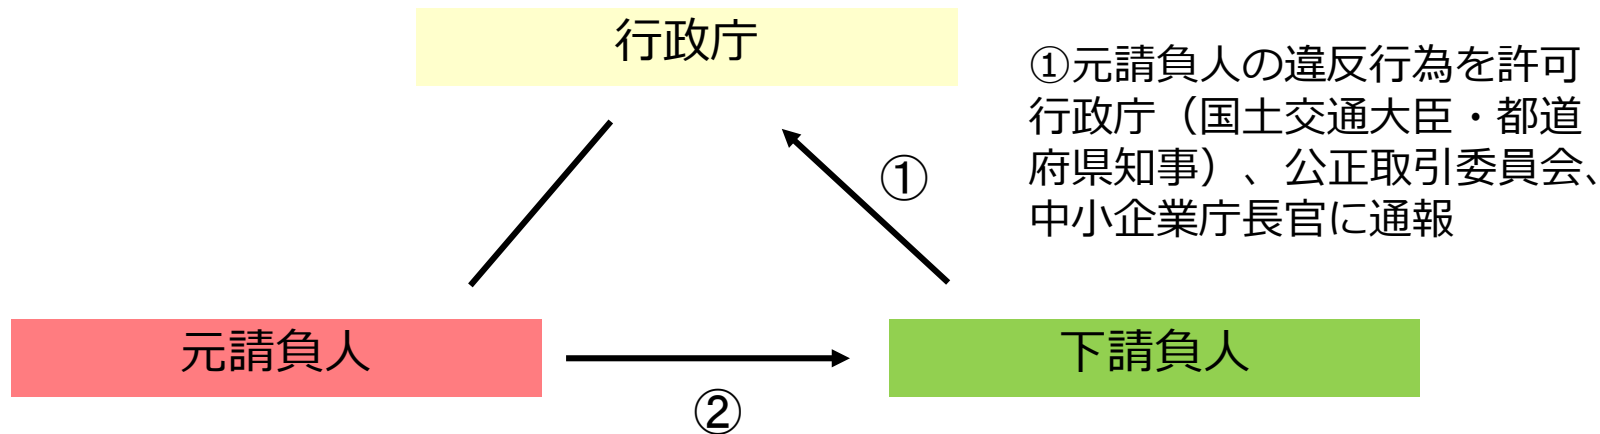 行政庁
①元請負人の違反行為を許可
行政庁（国土交通大臣・都道
府県知事）、公正取引委員会、
中小企業庁長官に通報
①
元請負人
下請負人
②